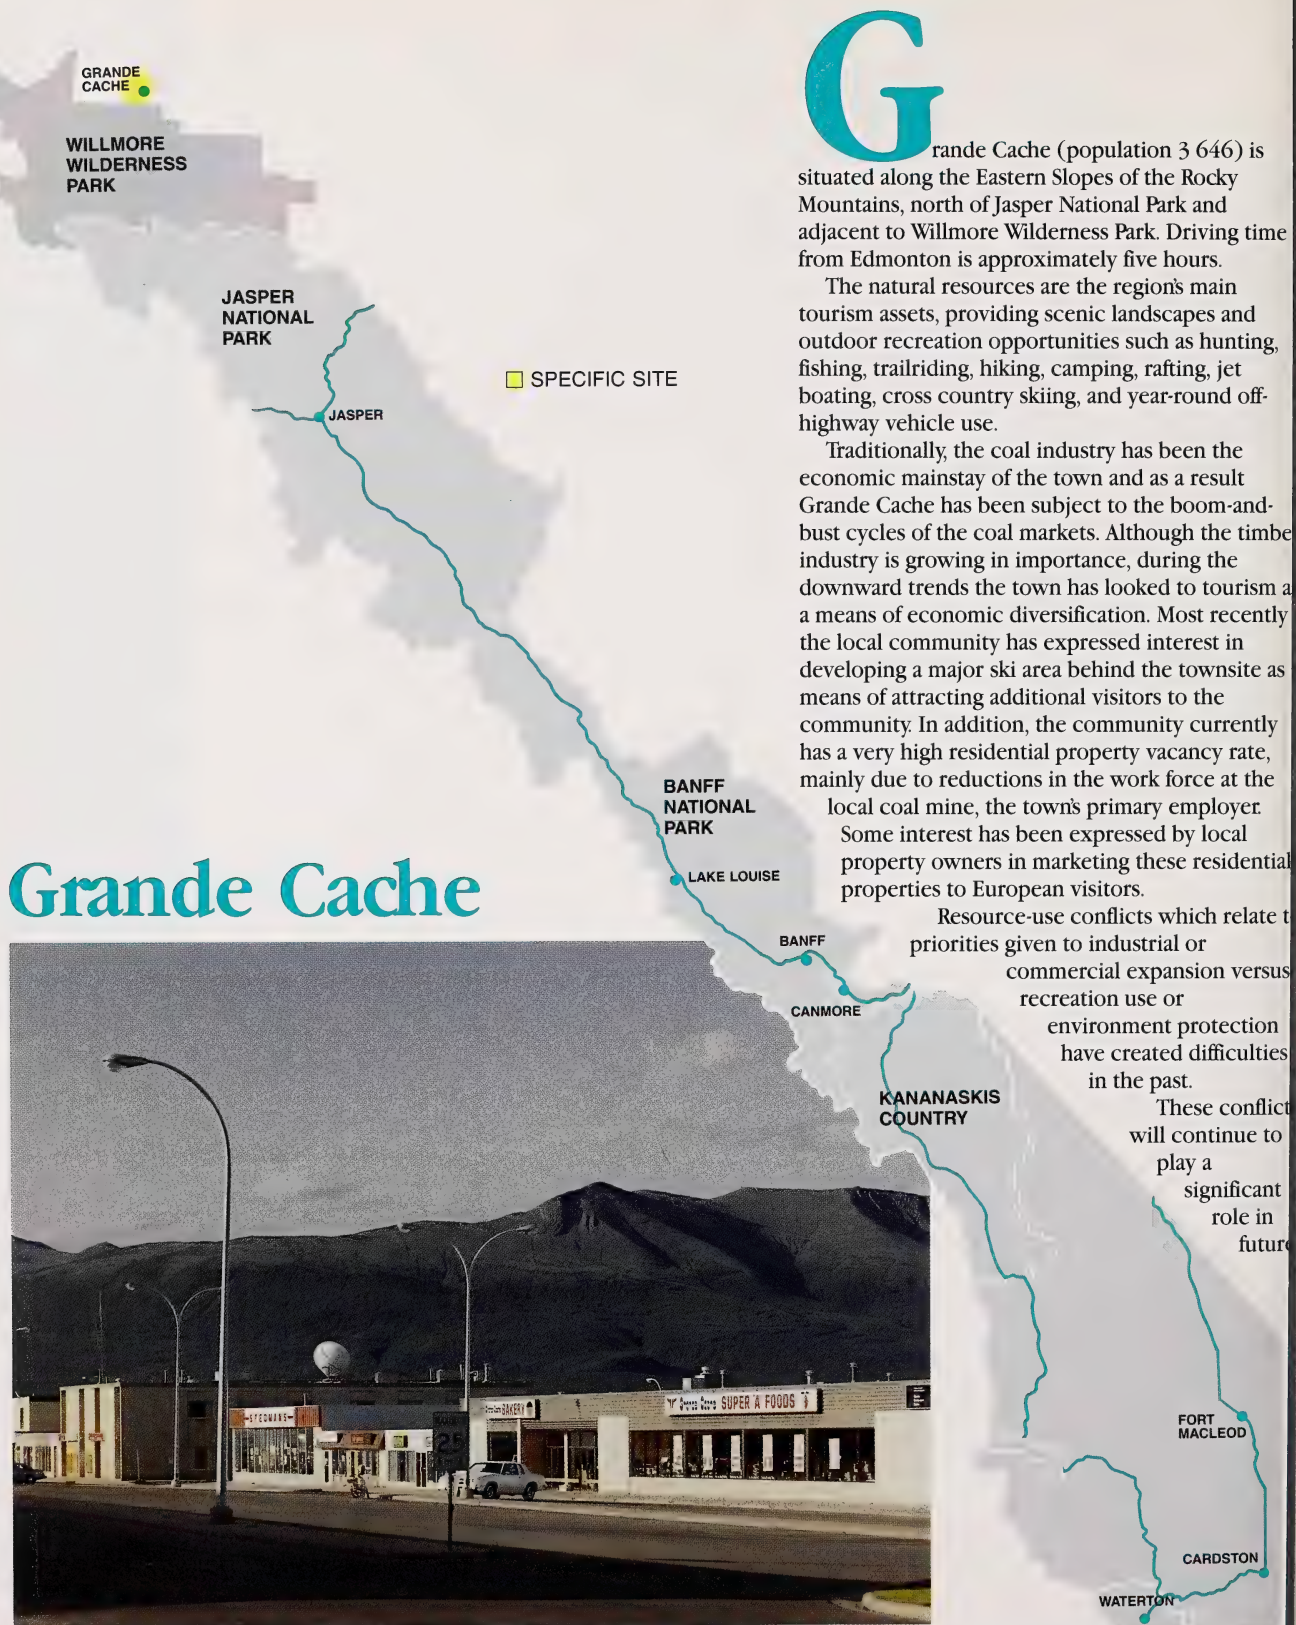 GRANDE
CACHE
WILLMORE
WILDERNESS
PARK
JASPER
NATIONAL
PARK
JASPER
SPECIFIC SITE
BANFF
NATIONAL
PARK
LAKE LOUISE
BANFF
CANMORE
KANANASKIS
COUNTRY
FORT
MACLEOD
CARDSTON
WATERTON
Grande Cache
Grande Cache (population 3 646) is
situated along the Eastern Slopes of the Rocky
Mountains, north of Jasper National Park and
adjacent to Willmore Wilderness Park. Driving time
from Edmonton is approximately five hours.
The natural resources are the region's main
tourism assets, providing scenic landscapes and
outdoor recreation opportunities such as hunting,
fishing, trailriding, hiking, camping, rafting, jet
boating, cross country skiing, and year-round off-
highway vehicle use.
Traditionally, the coal industry has been the
economic mainstay of the town and as a result
Grande Cache has been subject to the boom-and-
bust cycles of the coal markets. Although the timbe
industry is growing in importance, during the
downward trends the town has looked to tourism a
a means of economic diversification. Most recently
the local community has expressed interest in
developing a major ski area behind the townsite as
means of attracting additional visitors to the
community. In addition, the community currently
has a very high residential property vacancy rate,
mainly due to reductions in the work force at the
local coal mine, the town's primary employer.
Some interest has been expressed by local
property owners in marketing these residential
properties to European visitors.
Resource-use conflicts which relate t
priorities given to industrial or
commercial expansion versus
recreation use or
environment protection
have created difficulties
in the past.
These conflict
will continue to
play a
significant
role in
future
STEDMANS
BAKERY
SUPER A FOODS
25